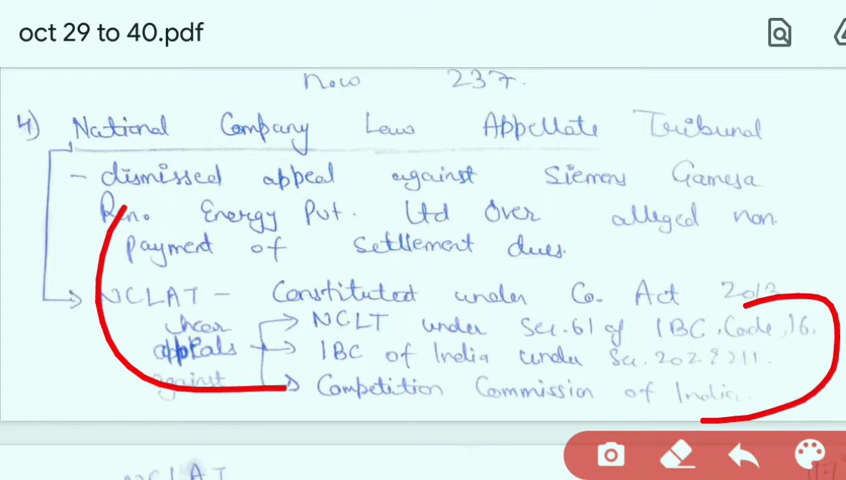 oct 29 to 40.pdf
now 237.
4) National Company Law Appellate Tribunal
- dismissed appeal against Siemens Gamesa
Ren. Energy Pvt. Ltd Over alleged non
payment of settlement dues.
NCLAT - Constituted under Co. Act 2013
hear → NCLT under Sec. 61 of IBC, Code, 16.
appeals → IBC of India under Sec. 202 & 211.
against → Competition Commission of India.
NCLAT